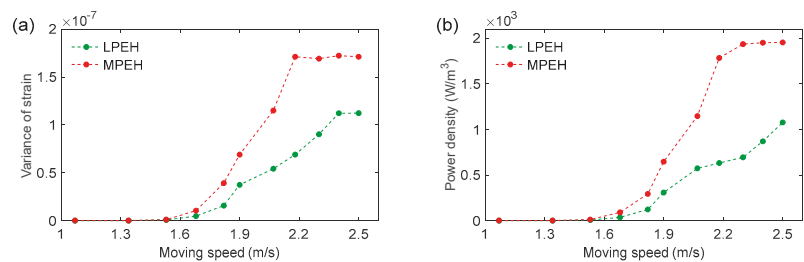 (a)
×10⁻⁷
2
1.5
1
0.5
0
Variance of strain
LPEH
MPEH
1 1.3 1.6 1.9 2.2 2.5
Moving speed (m/s)
(b)
×10³
2
1.5
1
0.5
0
Power density (W/m³)
LPEH
MPEH
1 1.3 1.6 1.9 2.2 2.5
Moving speed (m/s)